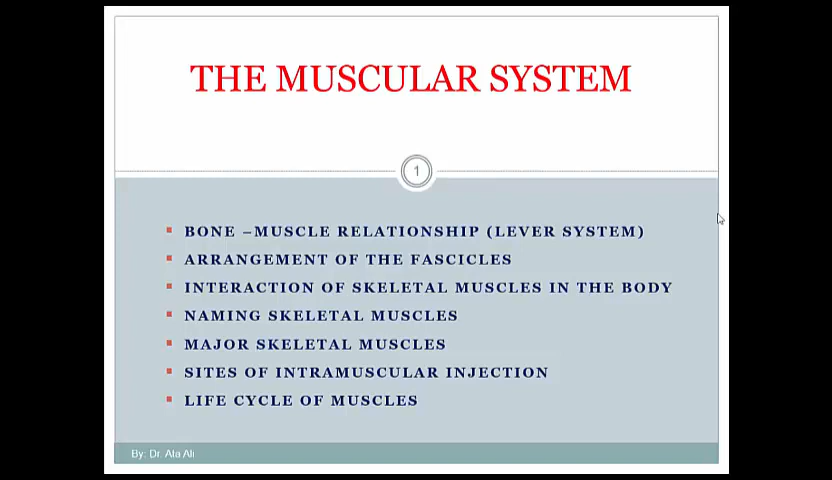 THE MUSCULAR SYSTEM
1
BONE –MUSCLE RELATIONSHIP (LEVER SYSTEM)
ARRANGEMENT OF THE FASCICLES
INTERACTION OF SKELETAL MUSCLES IN THE BODY
NAMING SKELETAL MUSCLES
MAJOR SKELETAL MUSCLES
SITES OF INTRAMUSCULAR INJECTION
LIFE CYCLE OF MUSCLES
By: Dr. Ata Ali